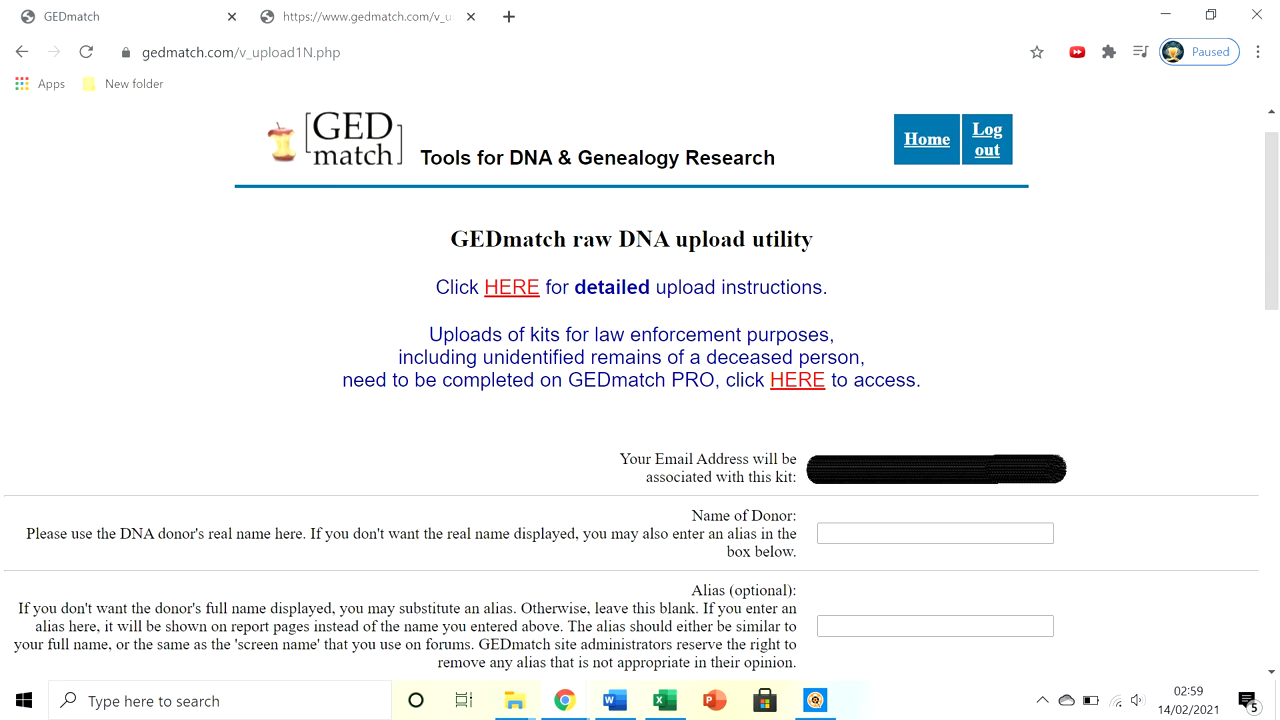 GEDmatch
https://www.gedmatch.com/v_u
gedmatch.com/v_upload1N.php
Paused
Apps
New folder
[GED match]
Tools for DNA & Genealogy Research
Home
Log
out
GEDmatch raw DNA upload utility
Click HERE for detailed upload instructions.
Uploads of kits for law enforcement purposes,
including unidentified remains of a deceased person,
need to be completed on GEDmatch PRO, click HERE to access.
Your Email Address will be
associated with this kit:
Name of Donor:
Please use the DNA donor's real name here. If you don't want the real name displayed, you may also enter an alias in the
box below.
Alias (optional):
If you don't want the donor's full name displayed, you may substitute an alias. Otherwise, leave this blank. If you enter an
alias here, it will be shown on report pages instead of the name you entered above. The alias should either be similar to
your full name, or the same as the 'screen name' that you use on forums. GEDmatch site administrators reserve the right to
remove any alias that is not appropriate in their opinion.
Type here to search
02:59
14/02/2021
5